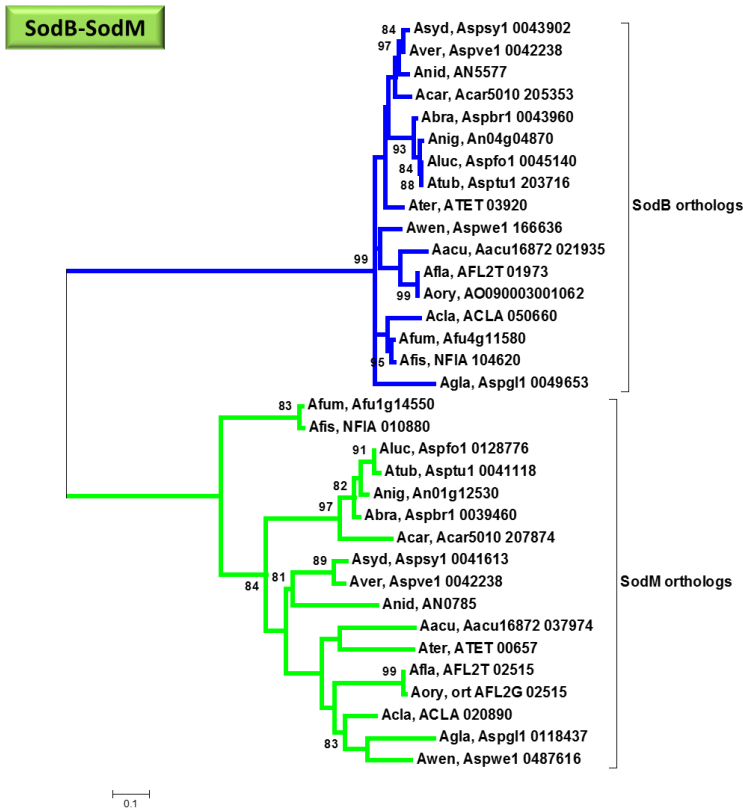 SodB-SodM
84
Asyd, Aspsy1 0043902
97
Aver, Aspve1 0042238
Anid, AN5577
Acar, Acar5010 205353
Abra, Aspbr1 0043960
Anig, An04g04870
93
Aluc, Aspfo1 0045140
84
Atub, Asptu1 203716
88
Ater, ATET 03920
SodB orthologs
Awen, Aspwe1 166636
Aacu, Aacu16872 021935
99
Afla, AFL2T 01973
Aory, AO090003001062
99
Acla, ACLA 050660
Afum, Afu4g11580
Afis, NFIA 104620
95
Agla, Aspgl1 0049653
83
Afum, Afu1g14550
Afis, NFIA 010880
91
Aluc, Aspfo1 0128776
Atub, Asptu1 0041118
82
Anig, An01g12530
97
Abra, Aspbr1 0039460
Acar, Acar5010 207874
89
Asyd, Aspsy1 0041613
81
Aver, Aspve1 0042238
84
SodM orthologs
Anid, AN0785
Aacu, Aacu16872 037974
Ater, ATET 00657
99
Afla, AFL2T 02515
Aory, ort AFL2G 02515
Acla, ACLA 020890
83
Agla, Aspgl1 0118437
Awen, Aspwe1 0487616
0.1